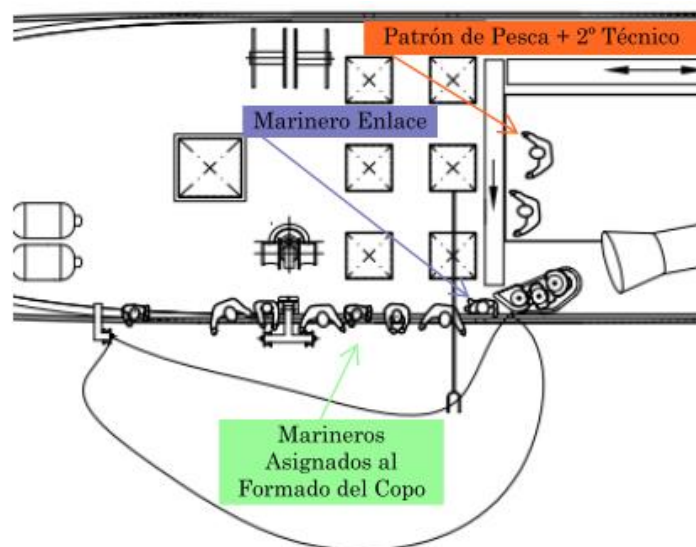 Patrón de Pesca + 2º Técnico
Marinero Enlace
Marineros
Asignados al
Formado del Copo